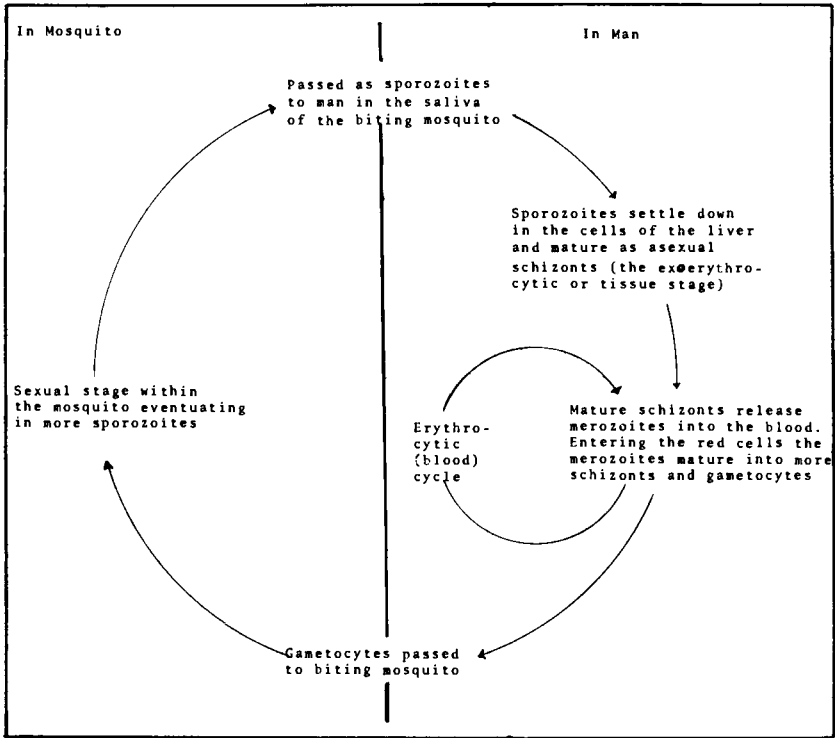 In Mosquito
In Man
Passed as sporozoites
to man in the saliva
of the biting mosquito
Sporozoites settle down
in the cells of the liver
and mature as asexual
schizonts (the exoerythro-
cytic or tissue stage)
Mature schizonts release
merozoites into the blood.
Entering the red cells the
merozoites mature into more
schizonts and gametocytes
Erythro-
cytic
(blood)
cycle
Gametocytes passed
to biting mosquito
Sexual stage within
the mosquito eventuating
in more sporozoites